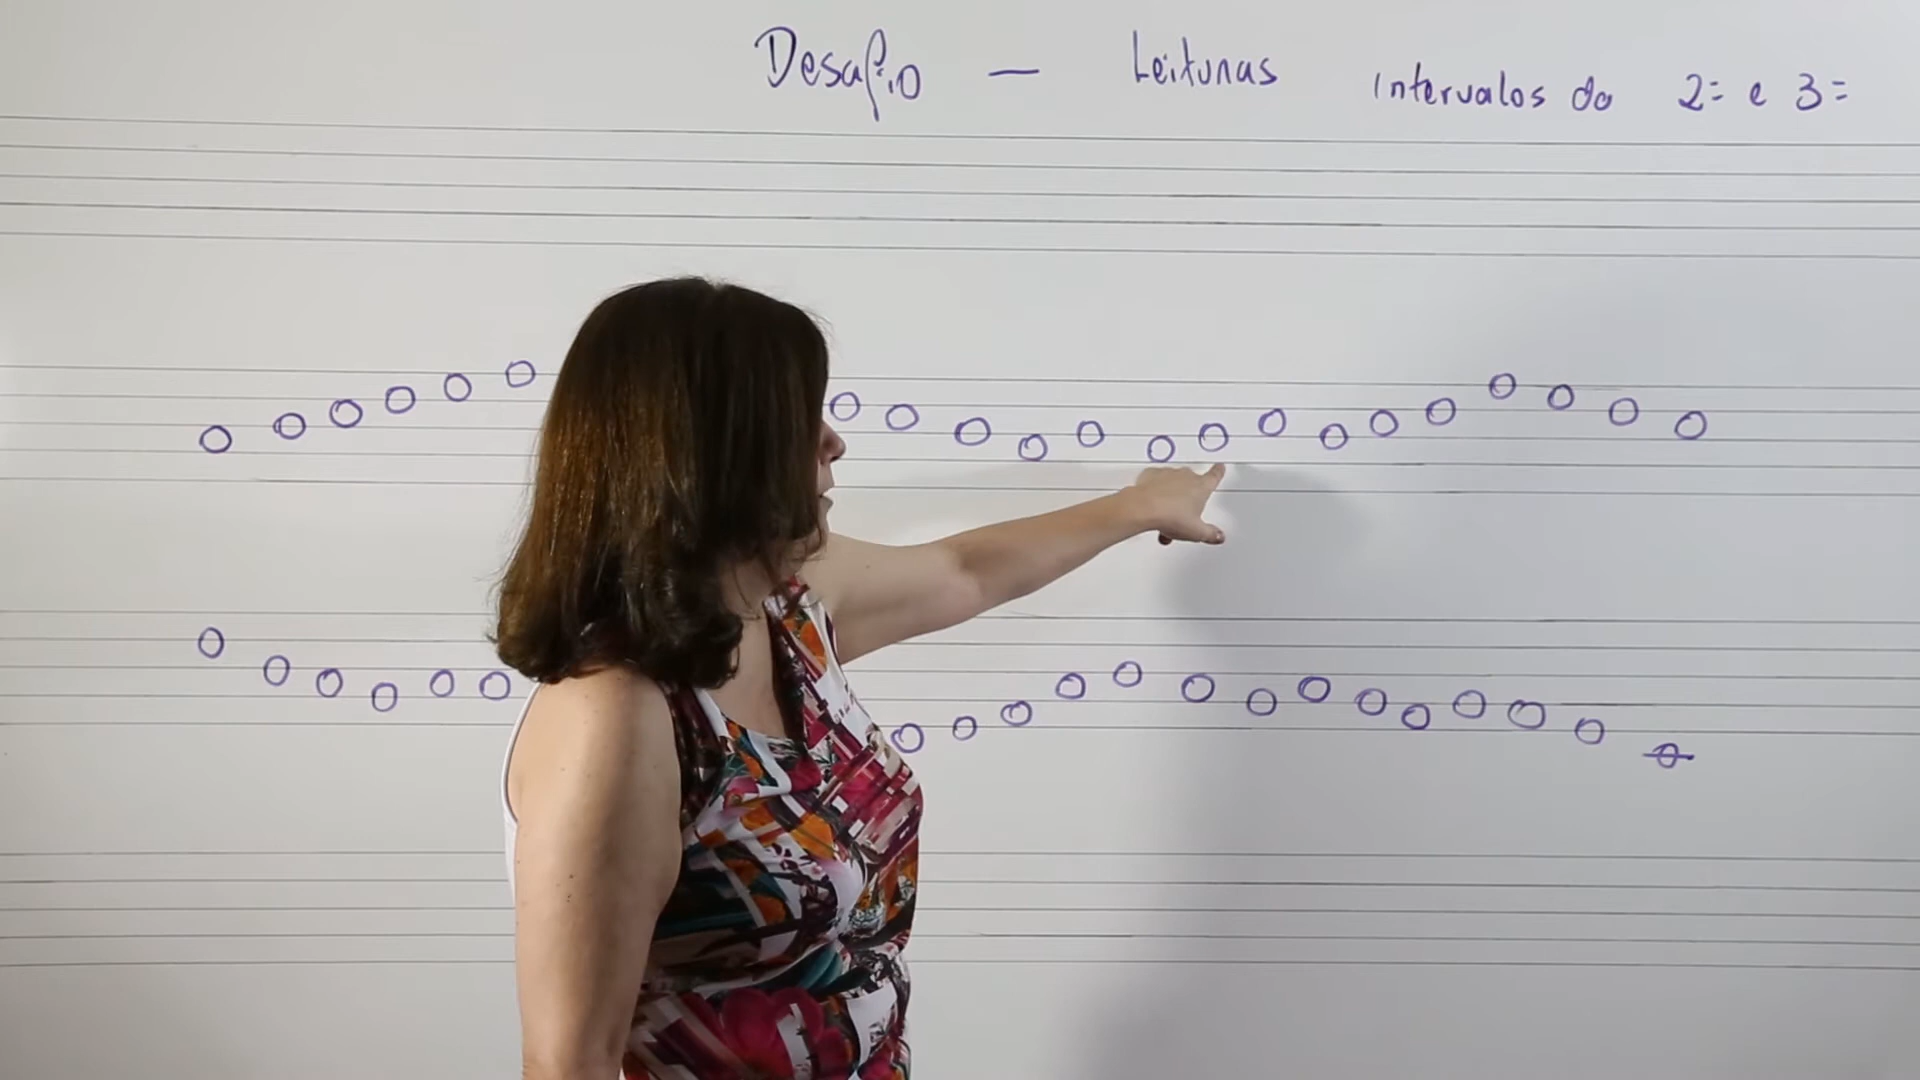 Desafio — Leituras Intervalos de 2ª e 3ª